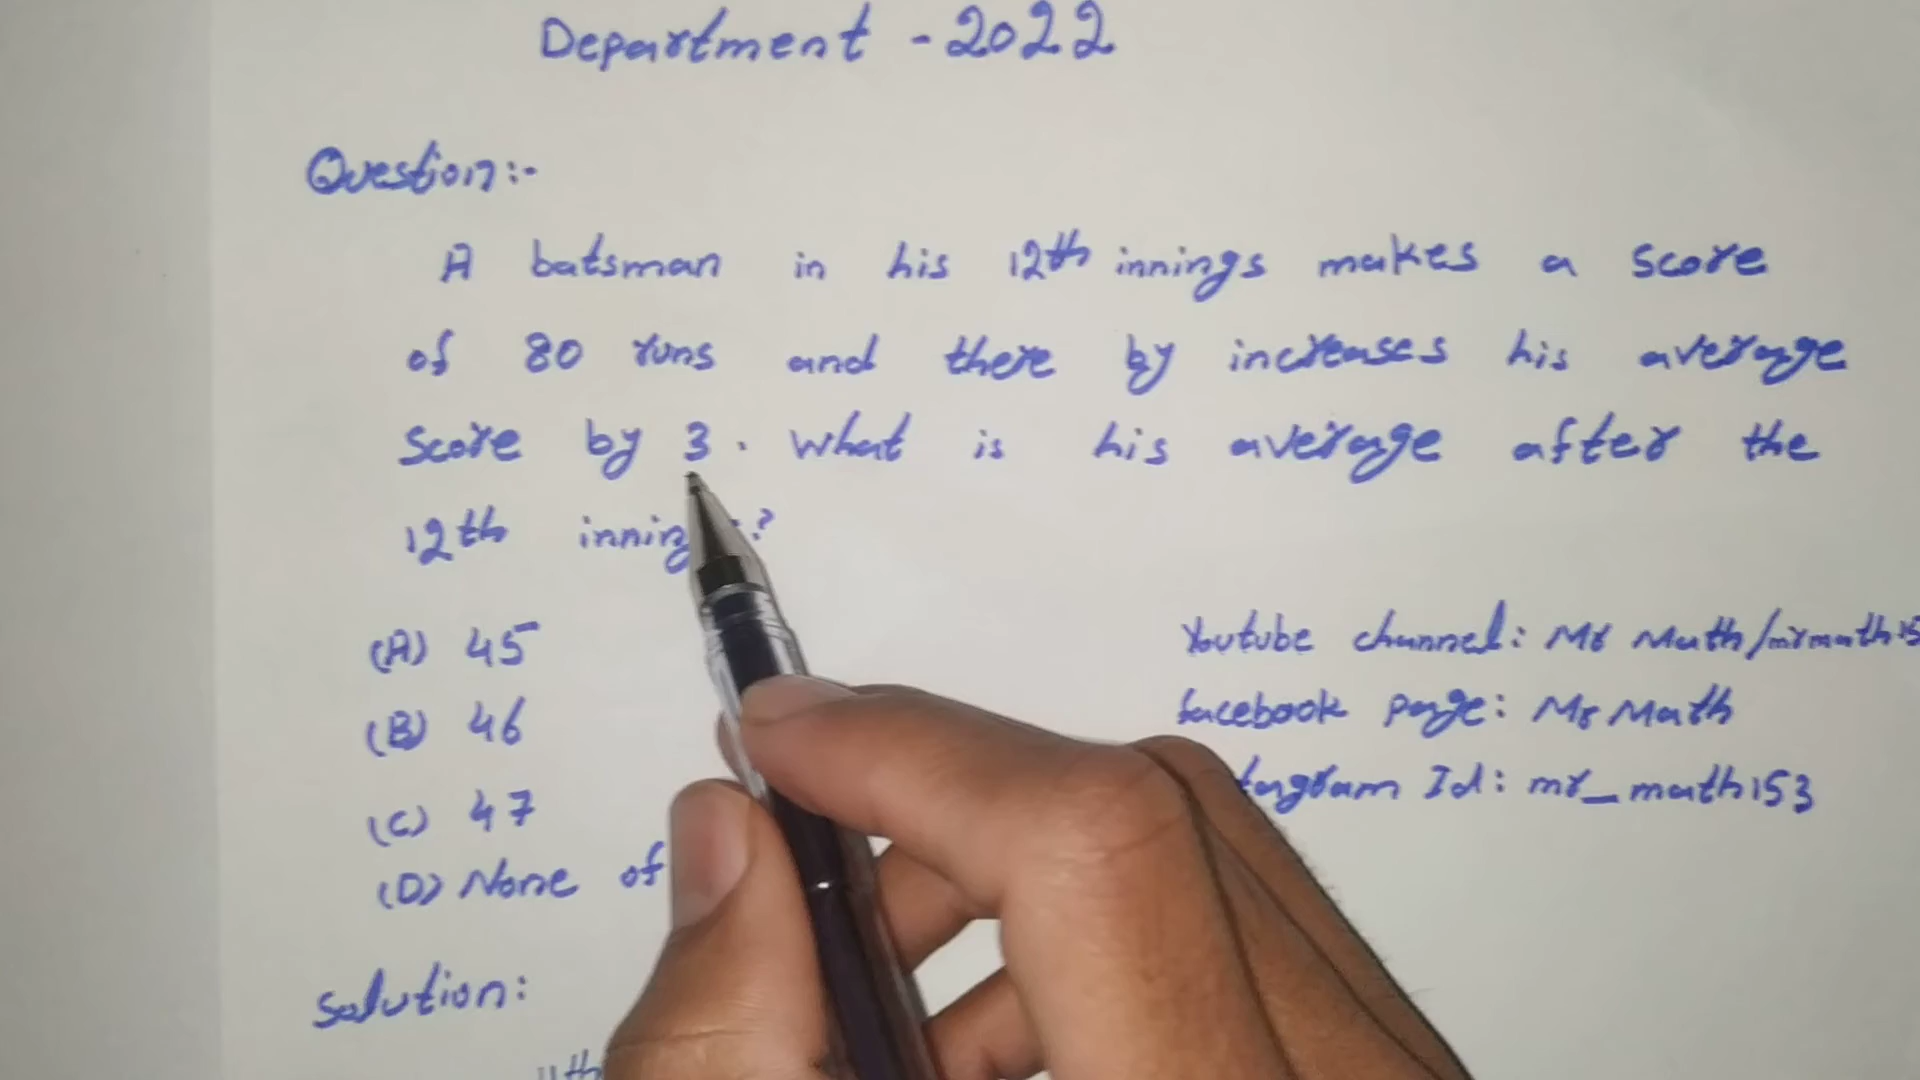 Department - 2022
Question:-
A batsman in his 12th innings makes a score
of 80 runs and there by increases his average
score by 3. What is his average after the
12th ?
(A) 45
(B) 46
(C) 47
(D) None of
Youtube channel: Mr Math/
facebook page: Mr Math
Id: mr_math153
Solution:
11th